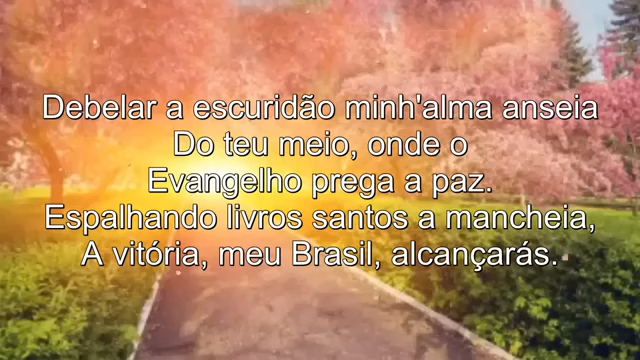 Debelar a escuridão minh'alma anseia
Do teu meio, onde o
Evangelho prega a paz.
Espalhando livros santos a mancheia,
A vitória, meu Brasil, alcançarás.